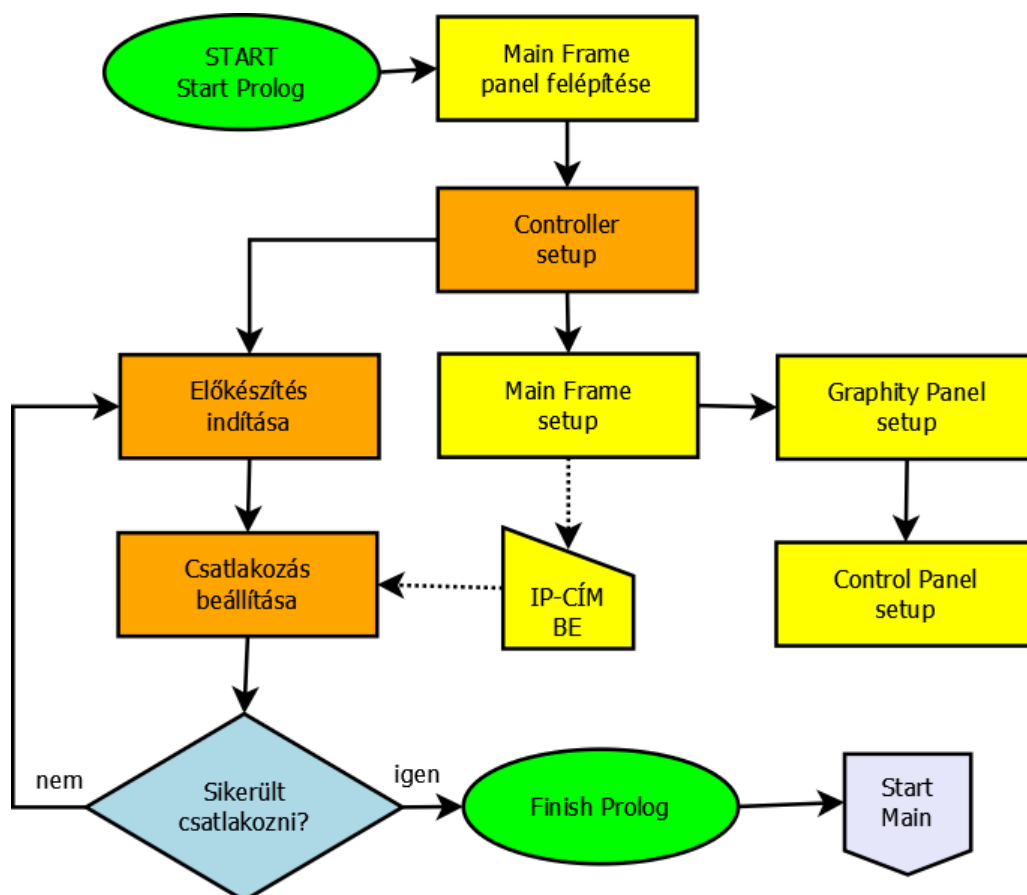 START
Start Prolog
Main Frame
panel felépítése
Controller
setup
Előkészítés
indítása
Main Frame
setup
Graphity Panel
setup
Csatlakozás
beállítása
IP-CÍM
BE
Control Panel
setup
nem
Sikerült
csatlakozni?
igen
Finish Prolog
Start
Main